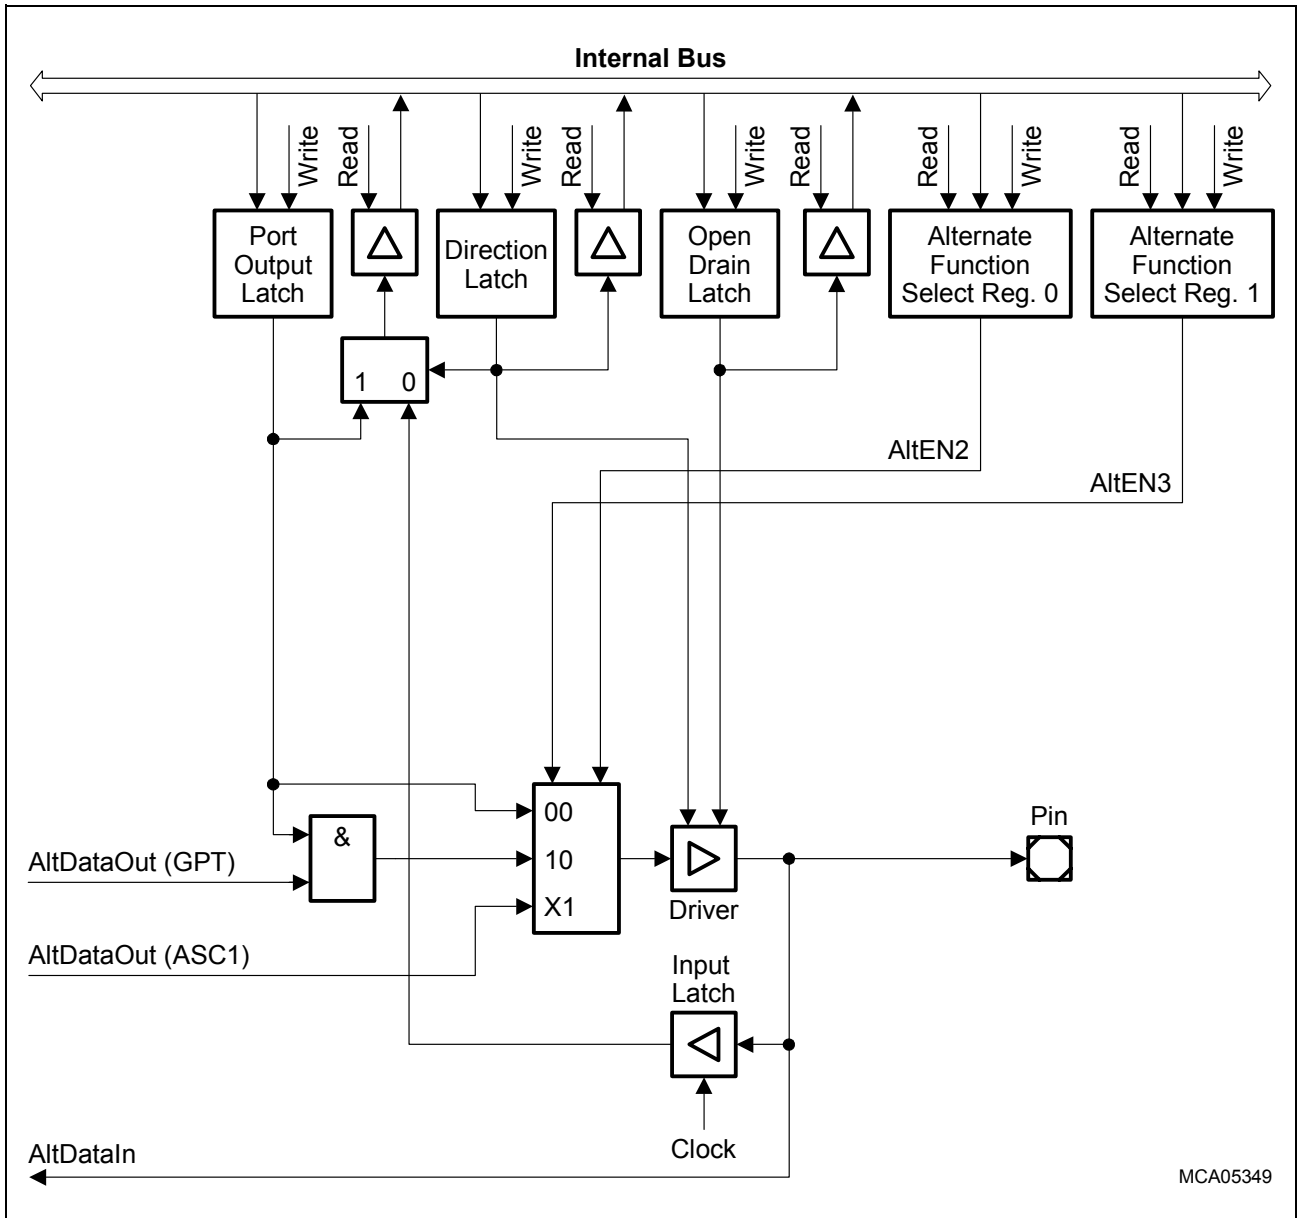 Internal Bus
Write
Read
Write
Read
Write
Read
Read
Write
Read
Write
Port
Output
Latch
Direction
Latch
Open
Drain
Latch
Alternate
Function
Select Reg. 0
Alternate
Function
Select Reg. 1
1 0
AltEN2
AltEN3
00
10
X1
&
AltDataOut (GPT)
AltDataOut (ASC1)
Driver
Pin
Input
Latch
Clock
AltDataIn
MCA05349